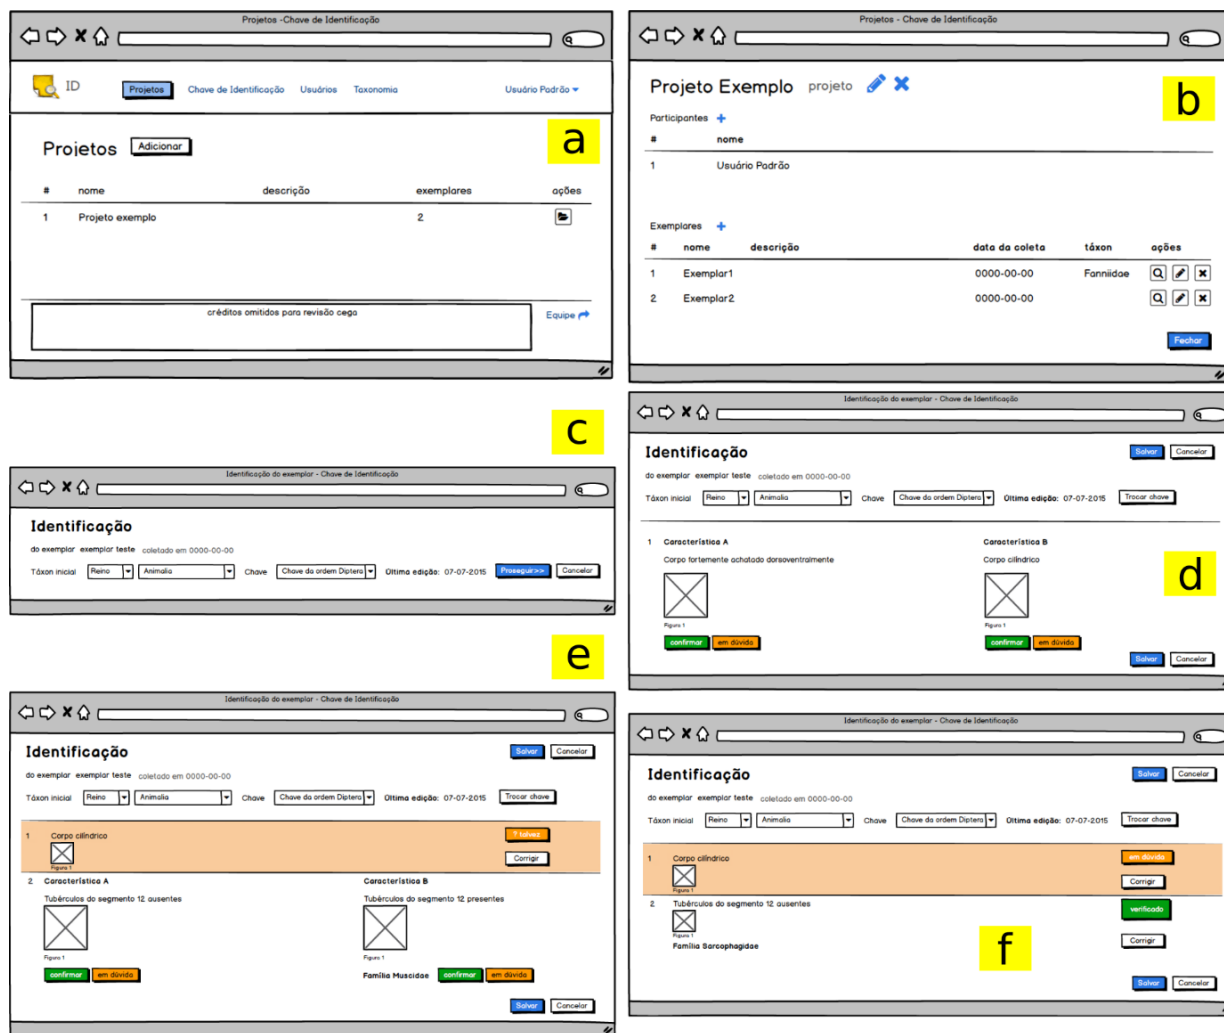 Projetos -Chave de Identificação
ID Projetos Chave de Identificação Usuários Taxonomia Usuário Padrão
a
Projetos Adicionar
# nome descrição exemplares ações
1 Projeto exemplo 2
créditos omitidos para revisão cega Equipe
Projetos - Chave de Identificação
Projeto Exemplo projeto
b
Participantes +
# nome
1 Usuário Padrão
Exemplares +
# nome descrição data da coleta táxon ações
1 Exemplar1 0000-00-00 Fanniidae
2 Exemplar2 0000-00-00
Fechar
c
Identificação do exemplar - Chave de Identificação
Identificação
do exemplar exemplar teste coletado em 0000-00-00
Táxon inicial Reino Animalia Chave Chave da ordem Diptera Última edição: 07-07-2015 Proseguir>> Cancelar
Identificação do exemplar - Chave de Identificação
Identificação Salvar Cancelar
do exemplar exemplar teste coletado em 0000-00-00
Táxon inicial Reino Animalia Chave Chave da ordem Diptera Última edição: 07-07-2015 Trocar chave
1 Característica A Característica B
Corpo fortemente achatado dorsoventralmente Corpo cilíndrico
d
Figura 1 Figura 1
confirmar em dúvida confirmar em dúvida
Salvar Cancelar
e
Identificação do exemplar - Chave de Identificação
Identificação Salvar Cancelar
do exemplar exemplar teste coletado em 0000-00-00
Táxon inicial Reino Animalia Chave Chave da ordem Diptera Última edição: 07-07-2015 Trocar chave
1 Corpo cilíndrico ? talvez
Figura 1 Corrigir
2 Característica A Característica B
Tubérculos do segmento 12 ausentes Tubérculos do segmento 12 presentes
Figura 1 Figura 1
confirmar em dúvida Família Muscidae confirmar em dúvida
Salvar Cancelar
Identificação do exemplar - Chave de Identificação
Identificação Salvar Cancelar
do exemplar exemplar teste coletado em 0000-00-00
Táxon inicial Reino Animalia Chave Chave da ordem Diptera Última edição: 07-07-2015 Trocar chave
1 Corpo cilíndrico em dúvida
Figura 1 Corrigir
2 Tubérculos do segmento 12 ausentes verificado
Figura 1
Família Sarcophagidae Corrigir
f
Salvar Cancelar